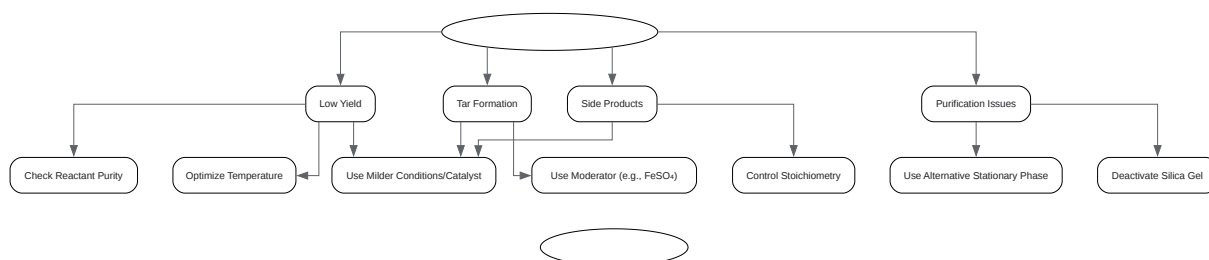 Low Yield
Tar Formation
Side Products
Purification Issues
Check Reactant Purity
Optimize Temperature
Use Milder Conditions/Catalyst
Use Moderator (e.g., FeSO₄)
Control Stoichiometry
Use Alternative Stationary Phase
Deactivate Silica Gel